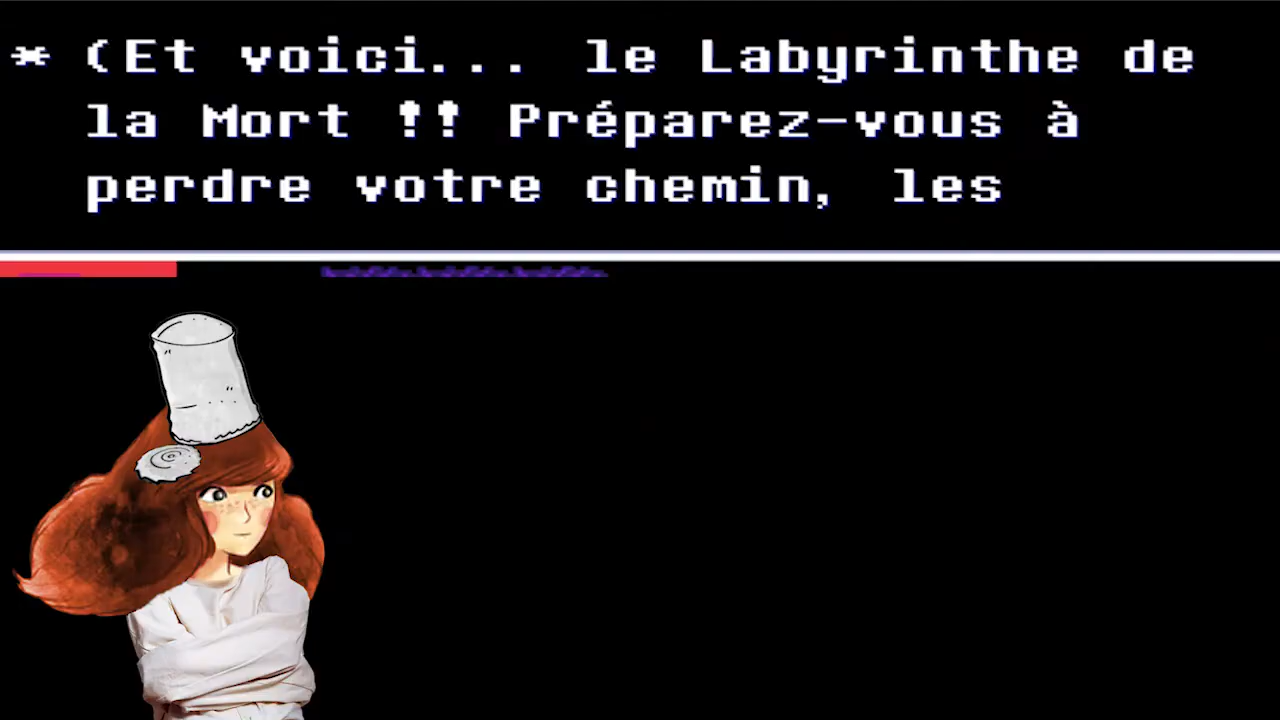 * (Et voici... le Labyrinthe de
la Mort !! Préparez-vous à
perdre votre chemin, les